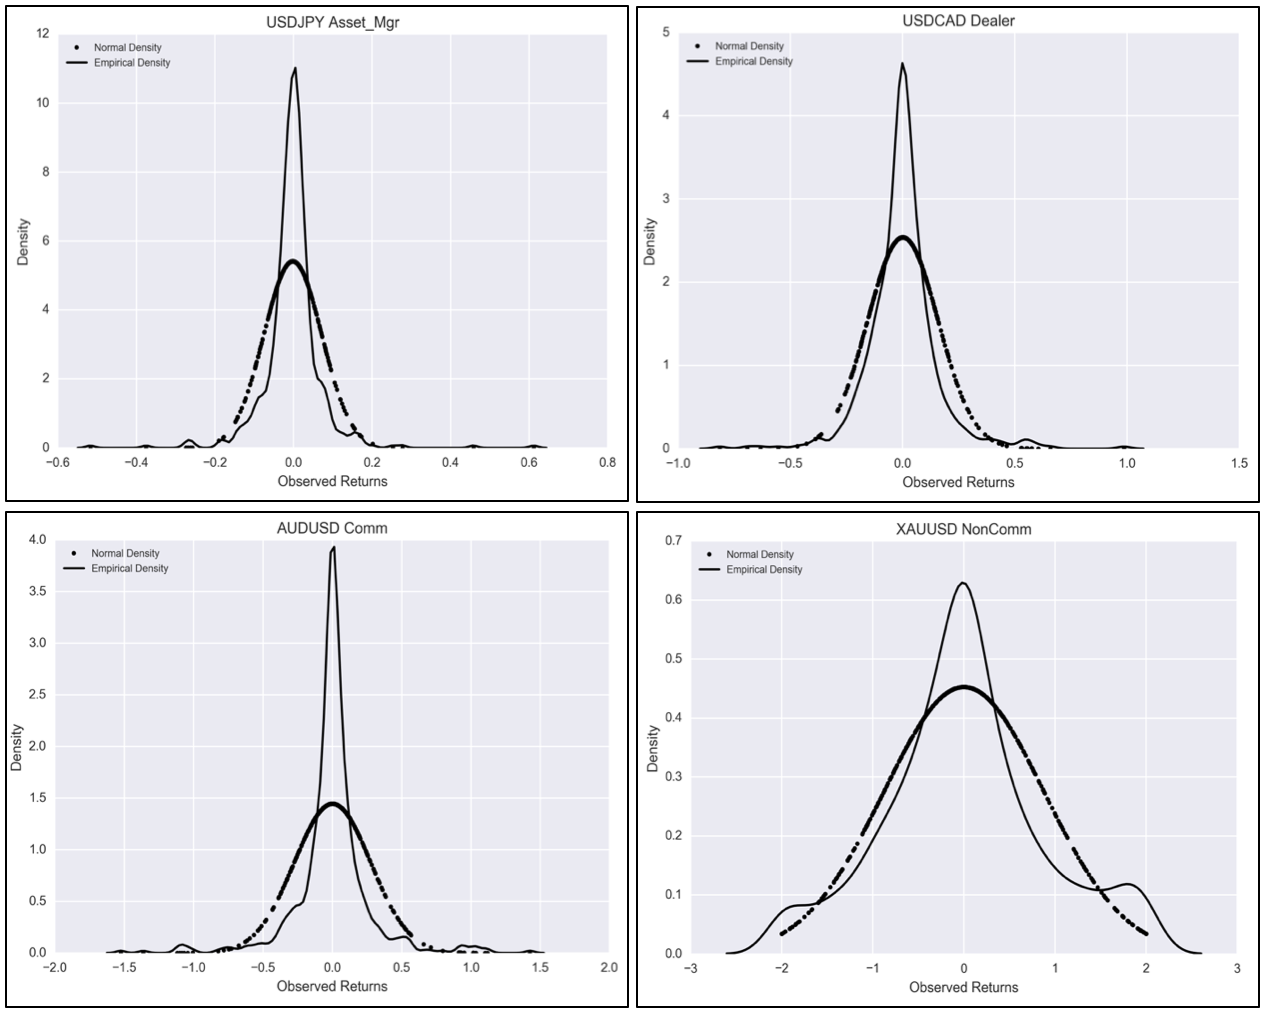 USDJPY Asset_Mgr
12
10
8
6
4
2
0
Density
Normal Density
Empirical Density
−0.6 −0.4 −0.2 0.0 0.2 0.4 0.6 0.8
Observed Returns
USDCAD Dealer
5
4
3
2
1
0
Density
Normal Density
Empirical Density
−1.0 −0.5 0.0 0.5 1.0 1.5
Observed Returns
AUDUSD Comm
4.0
3.5
3.0
2.5
2.0
1.5
1.0
0.5
0.0
Density
Normal Density
Empirical Density
−2.0 −1.5 −1.0 −0.5 0.0 0.5 1.0 1.5 2.0
Observed Returns
XAUUSD NonComm
0.7
0.6
0.5
0.4
0.3
0.2
0.1
0.0
Density
Normal Density
Empirical Density
−3 −2 −1 0 1 2 3
Observed Returns